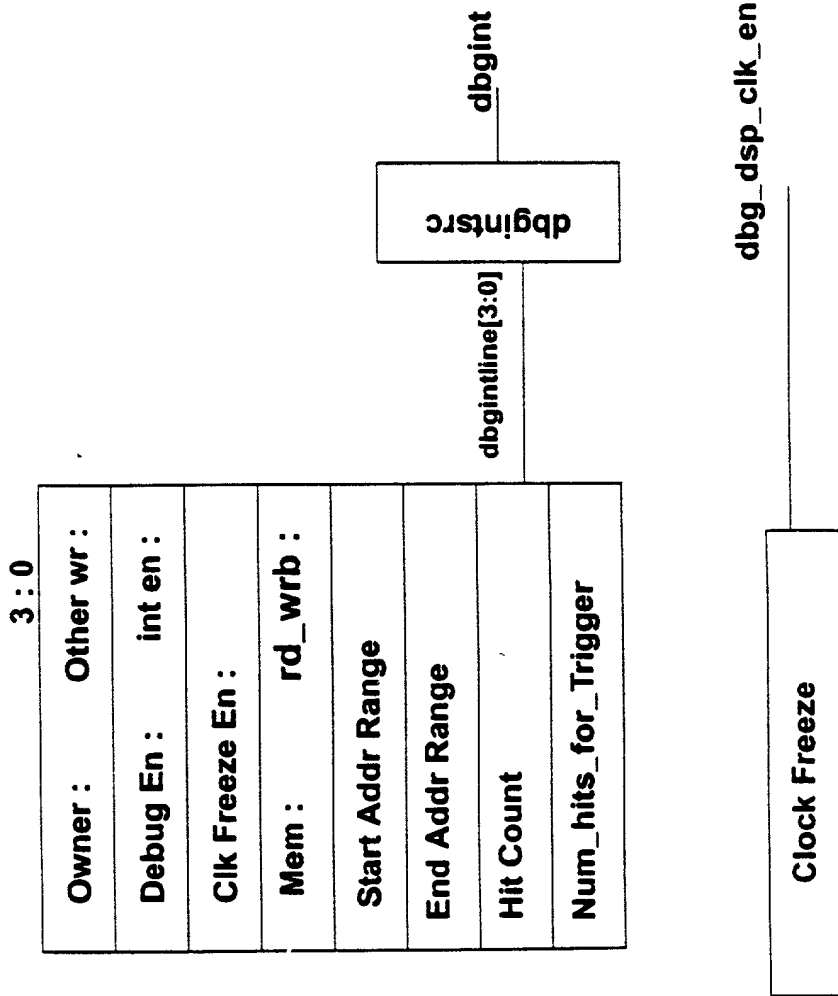 3 : 0
Owner : Other wr :
Debug En : int en :
Clk Freeze En :
Mem : rd_wrb :
Start Addr Range
End Addr Range
Hit Count
Num_hits_for_Trigger
dbgintline[3:0]
dbgintsrc
dbgint
Clock Freeze
dbg_dsp_clk_en